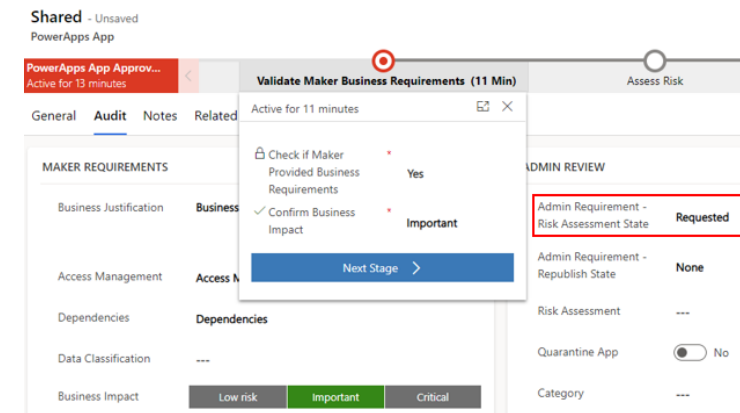 Shared - Unsaved
PowerApps App
PowerApps App Approv...
Active for 13 minutes
Validate Maker Business Requirements (11 Min)
Assess Risk
General Audit Notes Related
Active for 11 minutes
Check if Maker *
Provided Business
Requirements
Yes
Confirm Business *
Impact
Important
Next Stage
MAKER REQUIREMENTS
Business Justification Business
Access Management Access M
Dependencies Dependencies
Data Classification ---
Business Impact Low risk Important Critical
ADMIN REVIEW
Admin Requirement -
Risk Assessment State
Requested
Admin Requirement -
Republish State
None
Risk Assessment ---
Quarantine App No
Category ---